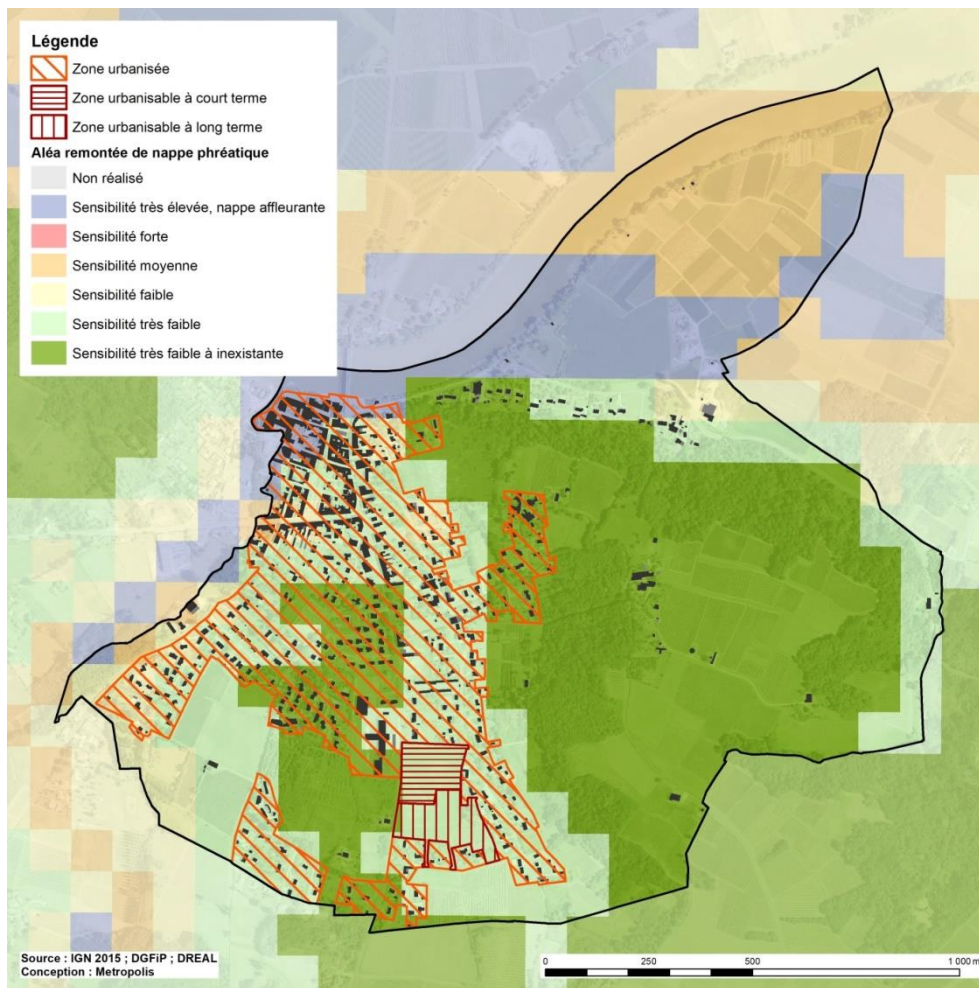 Légende
Zone urbanisée
Zone urbanisable à court terme
Zone urbanisable à long terme
Aléa remontée de nappe phréatique
Non réalisé
Sensibilité très élevée, nappe affleurante
Sensibilité forte
Sensibilité moyenne
Sensibilité faible
Sensibilité très faible
Sensibilité très faible à inexistante
Source : IGN 2015 ; DGFiP ; DREAL
Conception : Metropolis
0 250 500 1 000 m